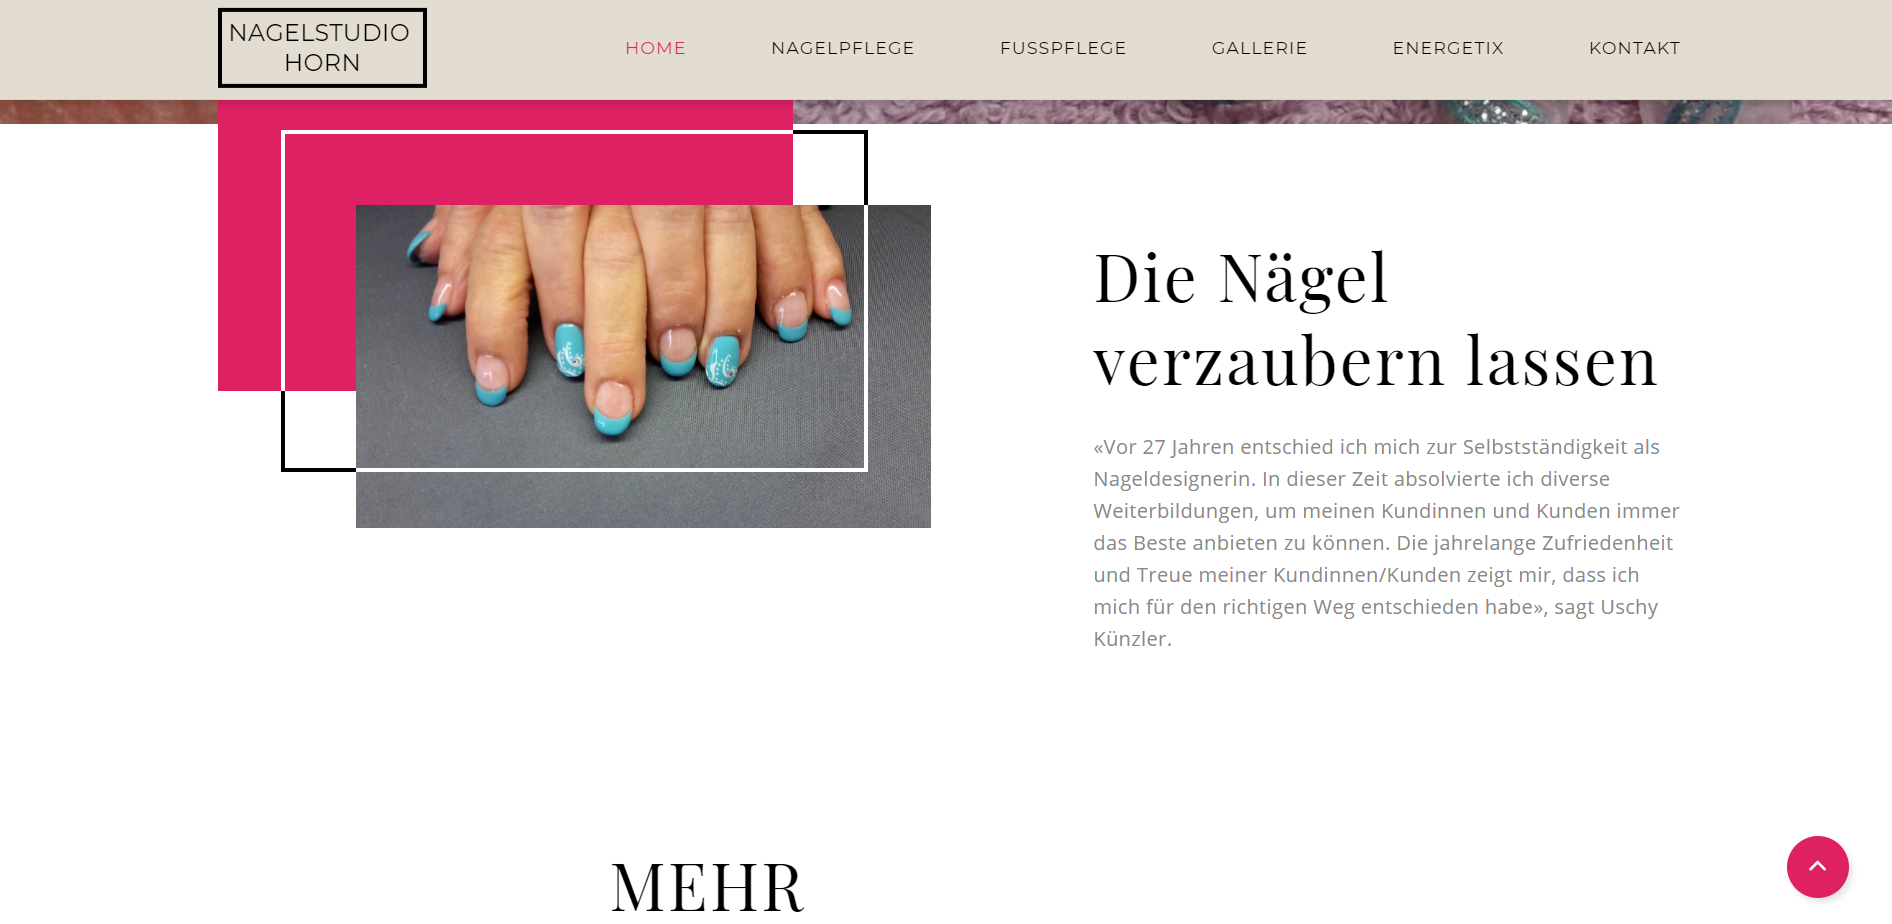 NAGELSTUDIO
HORN
HOME
NAGELPFLEGE
FUSSPFLEGE
GALLERIE
ENERGETIX
KONTAKT
Die Nägel
verzaubern lassen
«Vor 27 Jahren entschied ich mich zur Selbstständigkeit als
Nageldesignerin. In dieser Zeit absolvierte ich diverse
Weiterbildungen, um meinen Kundinnen und Kunden immer
das Beste anbieten zu können. Die jahrelange Zufriedenheit
und Treue meiner Kundinnen/Kunden zeigt mir, dass ich
mich für den richtigen Weg entschieden habe», sagt Uschy
Künzler.
MEHR